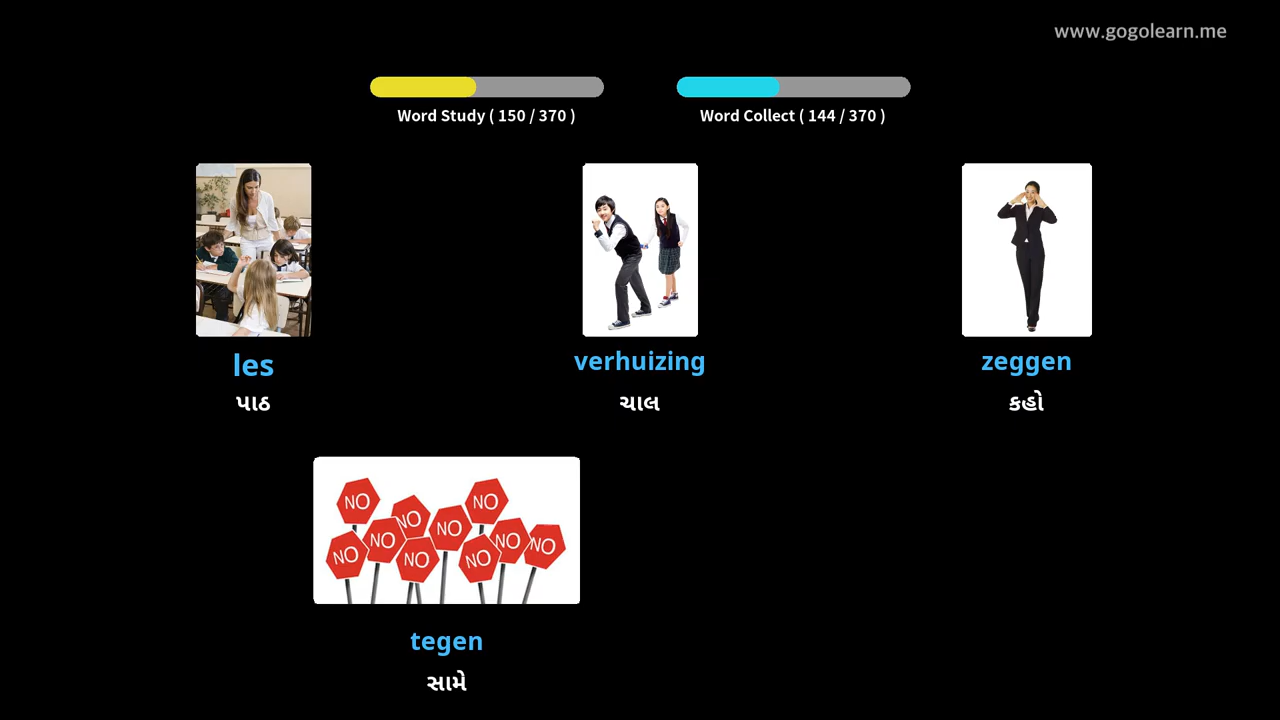 www.gogolearn.me
Word Study ( 150 / 370 )
Word Collect ( 144 / 370 )
les
verhuizing
zeggen
પાઠ
ચાલ
કહો
NO
NO
NO
NO
NO
NO
NO
NO
NO
NO
tegen
સામે